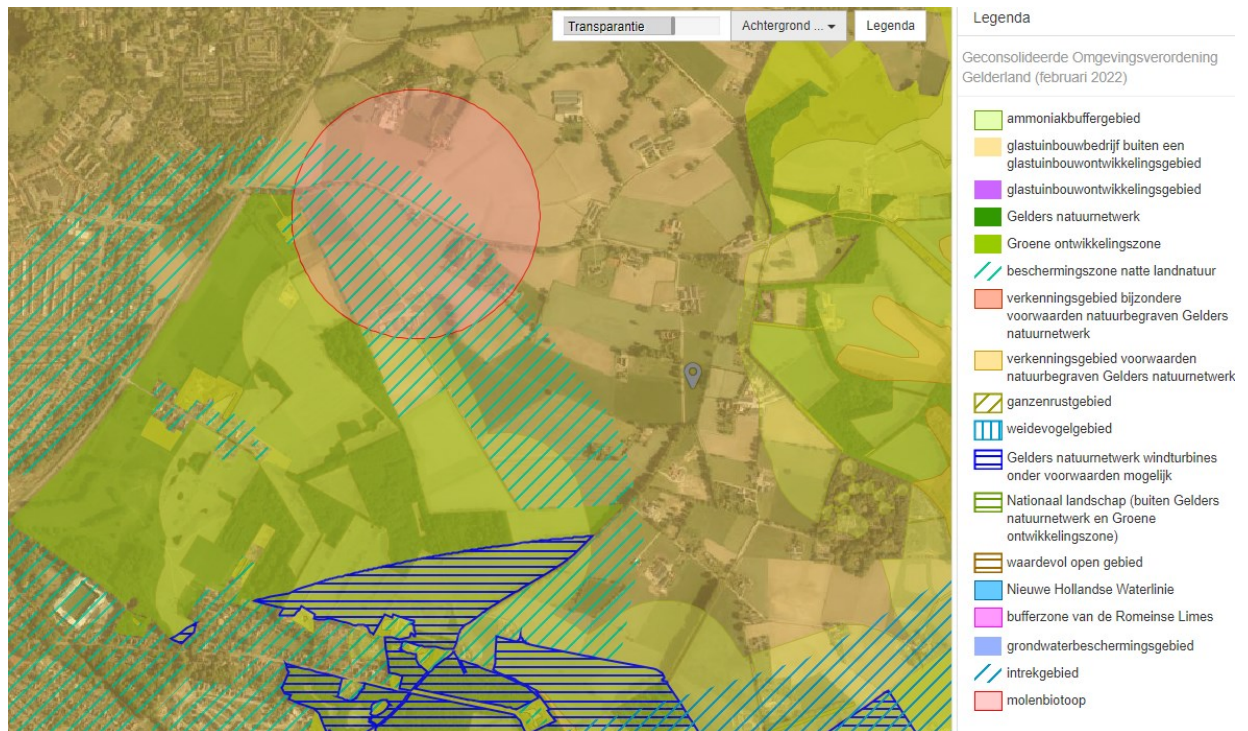 Transparantie
Achtergrond ...
Legenda
Legenda
Geconsolideerde Omgevingsverordening
Gelderland (februari 2022)
ammoniakbuffergebied
glastuinbouwbedrijf buiten een
glastuinbouwontwikkelingsgebied
glastuinbouwontwikkelingsgebied
Gelders natuurnetwerk
Groene ontwikkelingszone
beschermingszone natte landnatuur
verkenningsgebied bijzondere
voorwaarden natuurbegraven Gelders
natuurnetwerk
verkenningsgebied voorwaarden
natuurbegraven Gelders natuurnetwerk
ganzenrustgebied
weidevogelgebied
Gelders natuurnetwerk windturbines
onder voorwaarden mogelijk
Nationaal landschap (buiten Gelders
natuurnetwerk en Groene
ontwikkelingszone)
waardevol open gebied
Nieuwe Hollandse Waterlinie
bufferzone van de Romeinse Limes
grondwaterbeschermingsgebied
intrekgebied
molenbiotoop